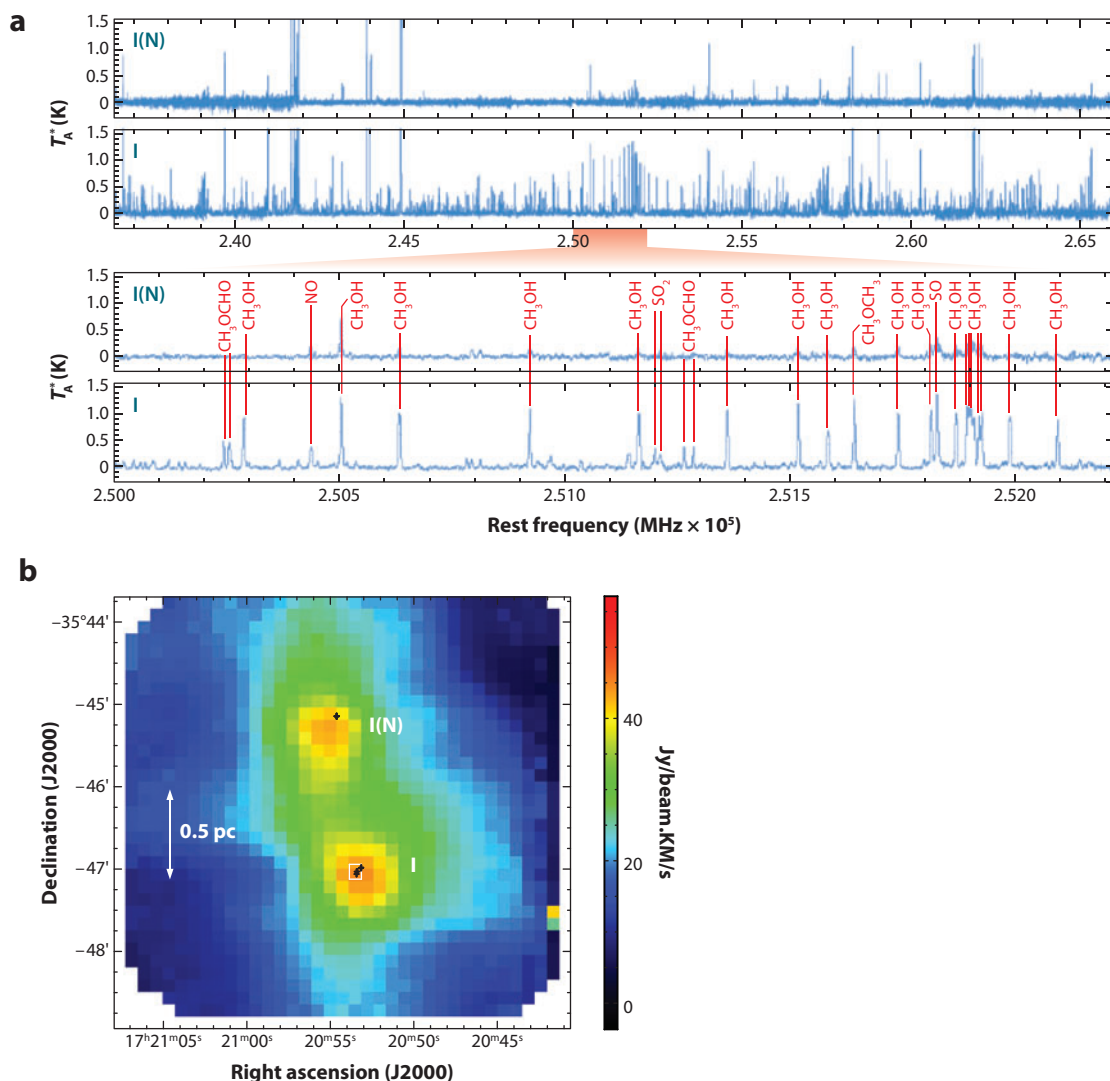 a
I(N)
1.5
1.0
0.5
0
I
1.5
1.0
0.5
0
T*A (K)
2.40 2.45 2.50 2.55 2.60 2.65
I(N)
1.5
1.0
0.5
0
CH3OCHO
CH3OH
NO
CH3OH
CH3OH
CH3OH
CH3OH
SO2
CH3OCHO
CH3OH
CH3OH
CH3OH
CH3OCH3
CH3OH
CH3OH
SO
CH3OH
CH3OH
CH3OH
CH3OH
I
1.5
1.0
0.5
0
T*A (K)
2.500 2.505 2.510 2.515 2.520
Rest frequency (MHz × 10⁵)
b
−35°44'
−45'
−46'
−47'
−48'
Declination (J2000)
I(N)
I
0.5 pc
17h21m05s 21m00s 20m55s 20m50s 20m45s
Right ascension (J2000)
40
20
0
Jy/beam.KM/s